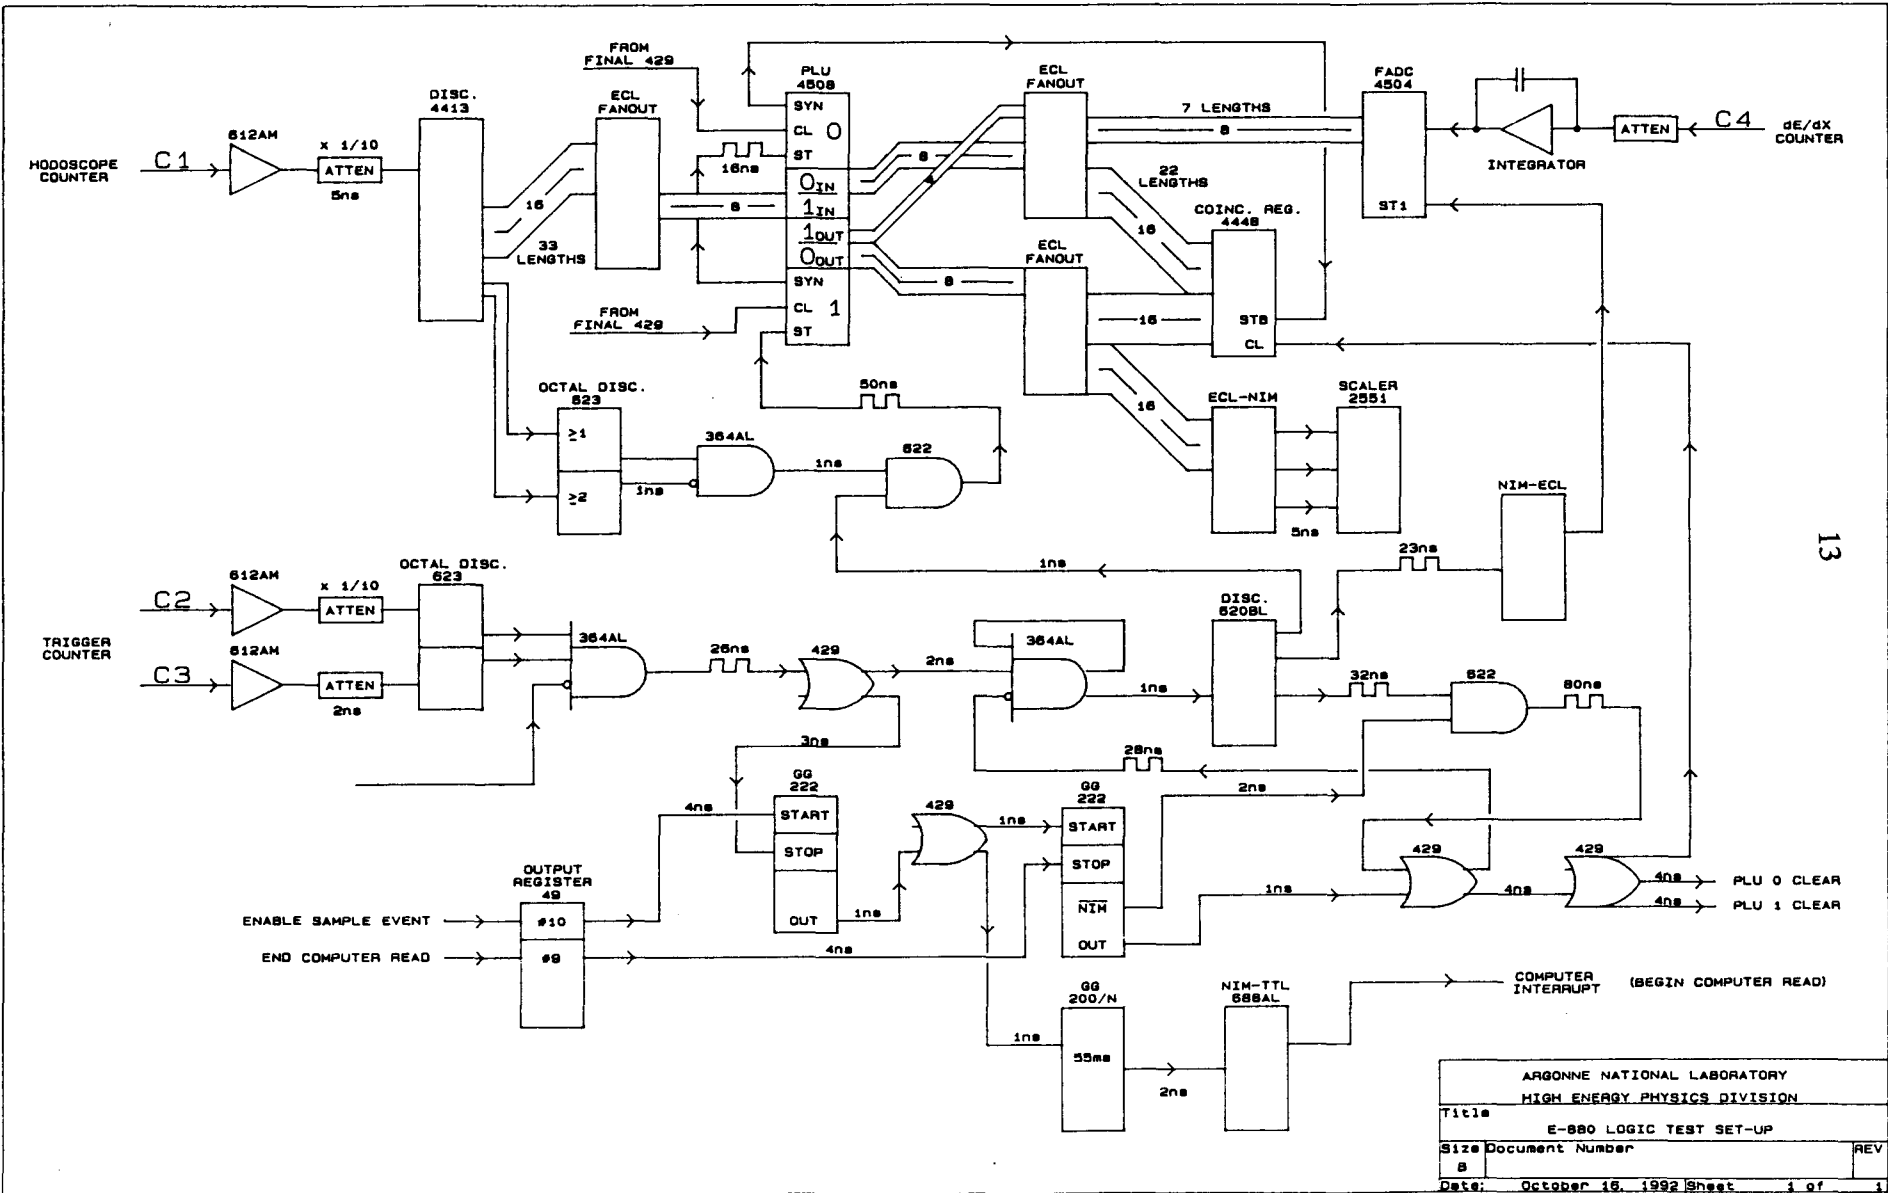 FROM
FINAL 429
PLU
4508
ECL
FANOUT
FADC
4504
DISC.
4413
ECL
FANOUT
SYN
CL 0
ST
16ns
0IN
1IN
1OUT
0OUT
SYN
CL 1
ST
7 LENGTHS
8
612AM
x 1/10
ATTEN
5ns
HODOSCOPE
COUNTER
C1
16
33
LENGTHS
8
8
4
8
22
LENGTHS
16
COINC. REG.
4448
STB
CL
ST1
INTEGRATOR
ATTEN
C4
dE/dX
COUNTER
ECL
FANOUT
16
16
FROM
FINAL 429
OCTAL DISC.
623
≥1
≥2
1ns
364AL
1ns
622
50ns
ECL-NIM
SCALER
2551
5ns
NIM-ECL
23ns
1ns
13
612AM
x 1/10
ATTEN
C2
TRIGGER
COUNTER
C3
612AM
ATTEN
2ns
OCTAL DISC.
623
364AL
26ns
429
2ns
364AL
1ns
DISC.
620BL
32ns
622
80ns
3ns
28ns
2ns
GG
222
START
STOP
OUT
4ns
429
1ns
1ns
GG
222
START
STOP
NIM
OUT
1ns
429
4ns
429
4ns
PLU 0 CLEAR
4ns
PLU 1 CLEAR
OUTPUT
REGISTER
49
#10
#9
ENABLE SAMPLE EVENT
END COMPUTER READ
4ns
GG
200/N
55ms
1ns
2ns
NIM-TTL
688AL
COMPUTER
INTERRUPT
(BEGIN COMPUTER READ)
ARGONNE NATIONAL LABORATORY
HIGH ENERGY PHYSICS DIVISION
Title
E-880 LOGIC TEST SET-UP
Size Document Number REV
B
Date: October 16, 1992 Sheet 1 of 1